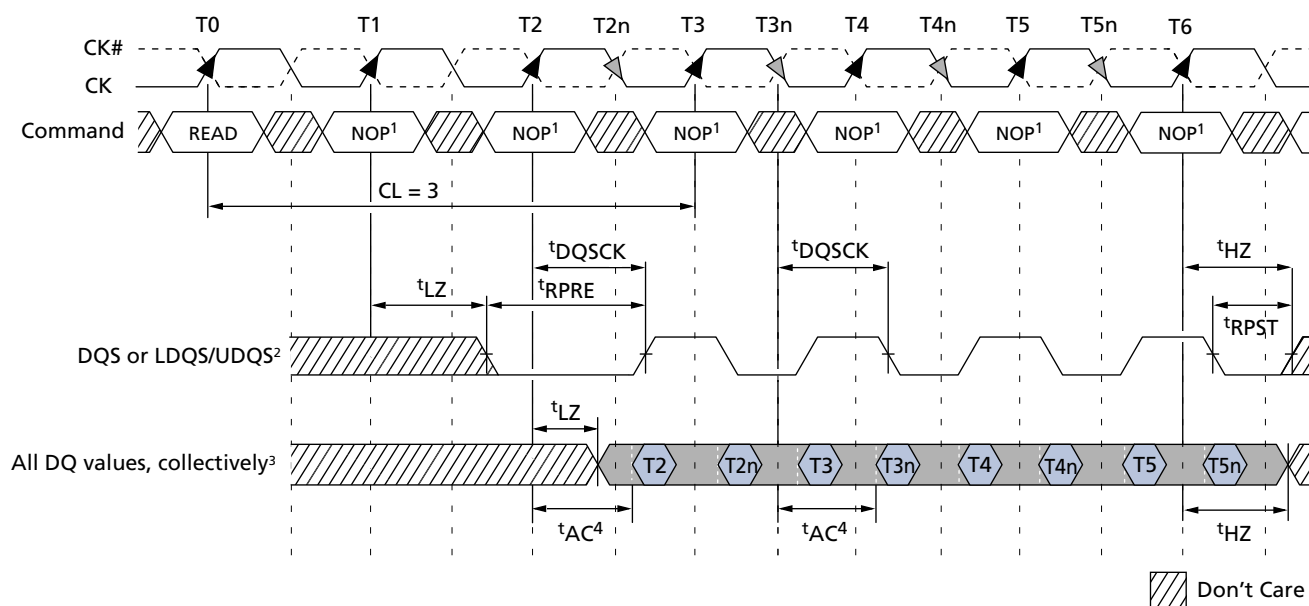 T0 T1 T2 T2n T3 T3n T4 T4n T5 T5n T6
CK#
CK
Command READ NOP¹ NOP¹ NOP¹ NOP¹ NOP¹ NOP¹
CL = 3
ᵗDQSCK ᵗDQSCK ᵗHZ
ᵗLZ ᵗRPRE
ᵗRPST
DQS or LDQS/UDQS²
ᵗLZ
All DQ values, collectively³ T2 T2n T3 T3n T4 T4n T5 T5n
ᵗAC⁴ ᵗAC⁴ ᵗHZ
Don't Care